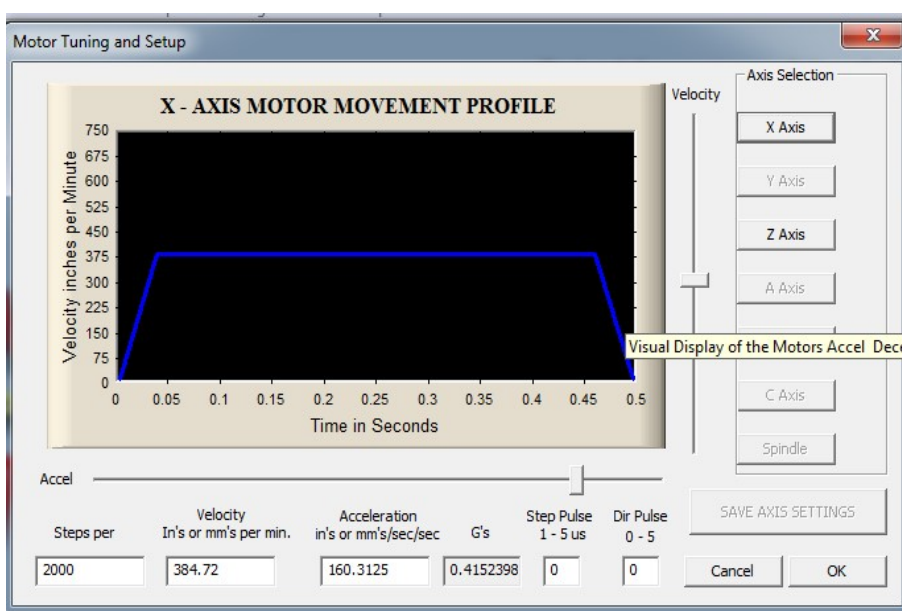 Motor Tuning and Setup
X - AXIS MOTOR MOVEMENT PROFILE
Velocity inches per Minute
750
675
600
525
450
375
300
225
150
75
0
0 0.05 0.1 0.15 0.2 0.25 0.3 0.35 0.4 0.45 0.5
Time in Seconds
Velocity
Axis Selection
X Axis
Y Axis
Z Axis
A Axis
Visual Display of the Motors Accel Dece
C Axis
Spindle
Accel
Steps per
2000
Velocity
In's or mm's per min.
384.72
Acceleration
in's or mm's/sec/sec
160.3125
G's
0.4152398
Step Pulse
1 - 5 us
0
Dir Pulse
0 - 5
0
SAVE AXIS SETTINGS
Cancel OK